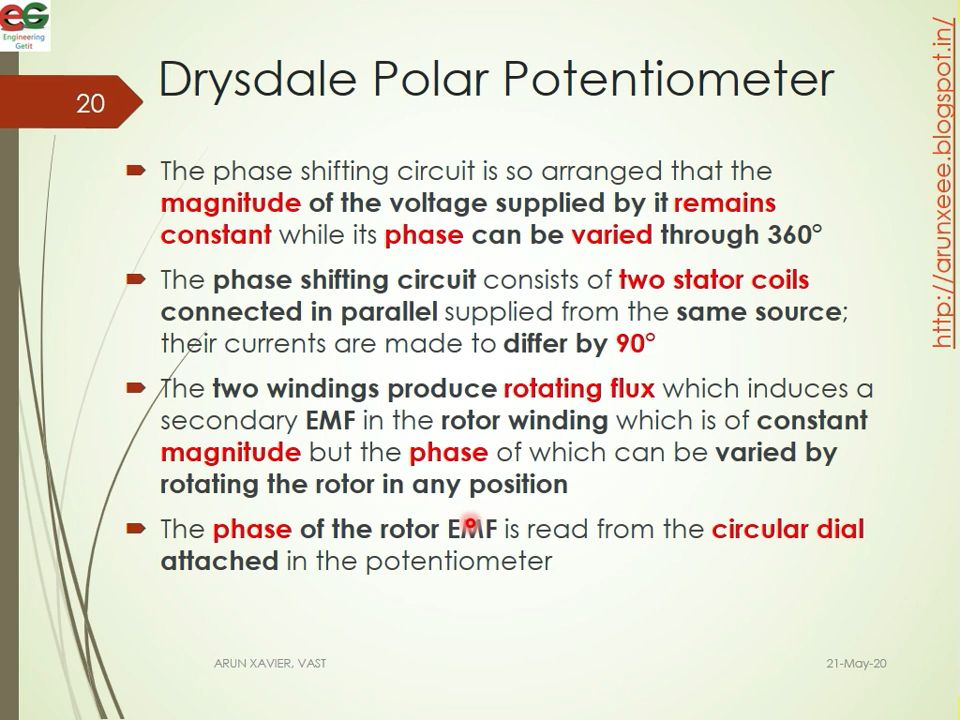 EG
Engineering
Getit
20
Drysdale Polar Potentiometer
The phase shifting circuit is so arranged that the
magnitude of the voltage supplied by it remains
constant while its phase can be varied through 360°
The phase shifting circuit consists of two stator coils
connected in parallel supplied from the same source;
their currents are made to differ by 90°
The two windings produce rotating flux which induces a
secondary EMF in the rotor winding which is of constant
magnitude but the phase of which can be varied by
rotating the rotor in any position
The phase of the rotor EMF is read from the circular dial
attached in the potentiometer
ARUN XAVIER, VAST
21-May-20
http://arunxeee.blogspot.in/